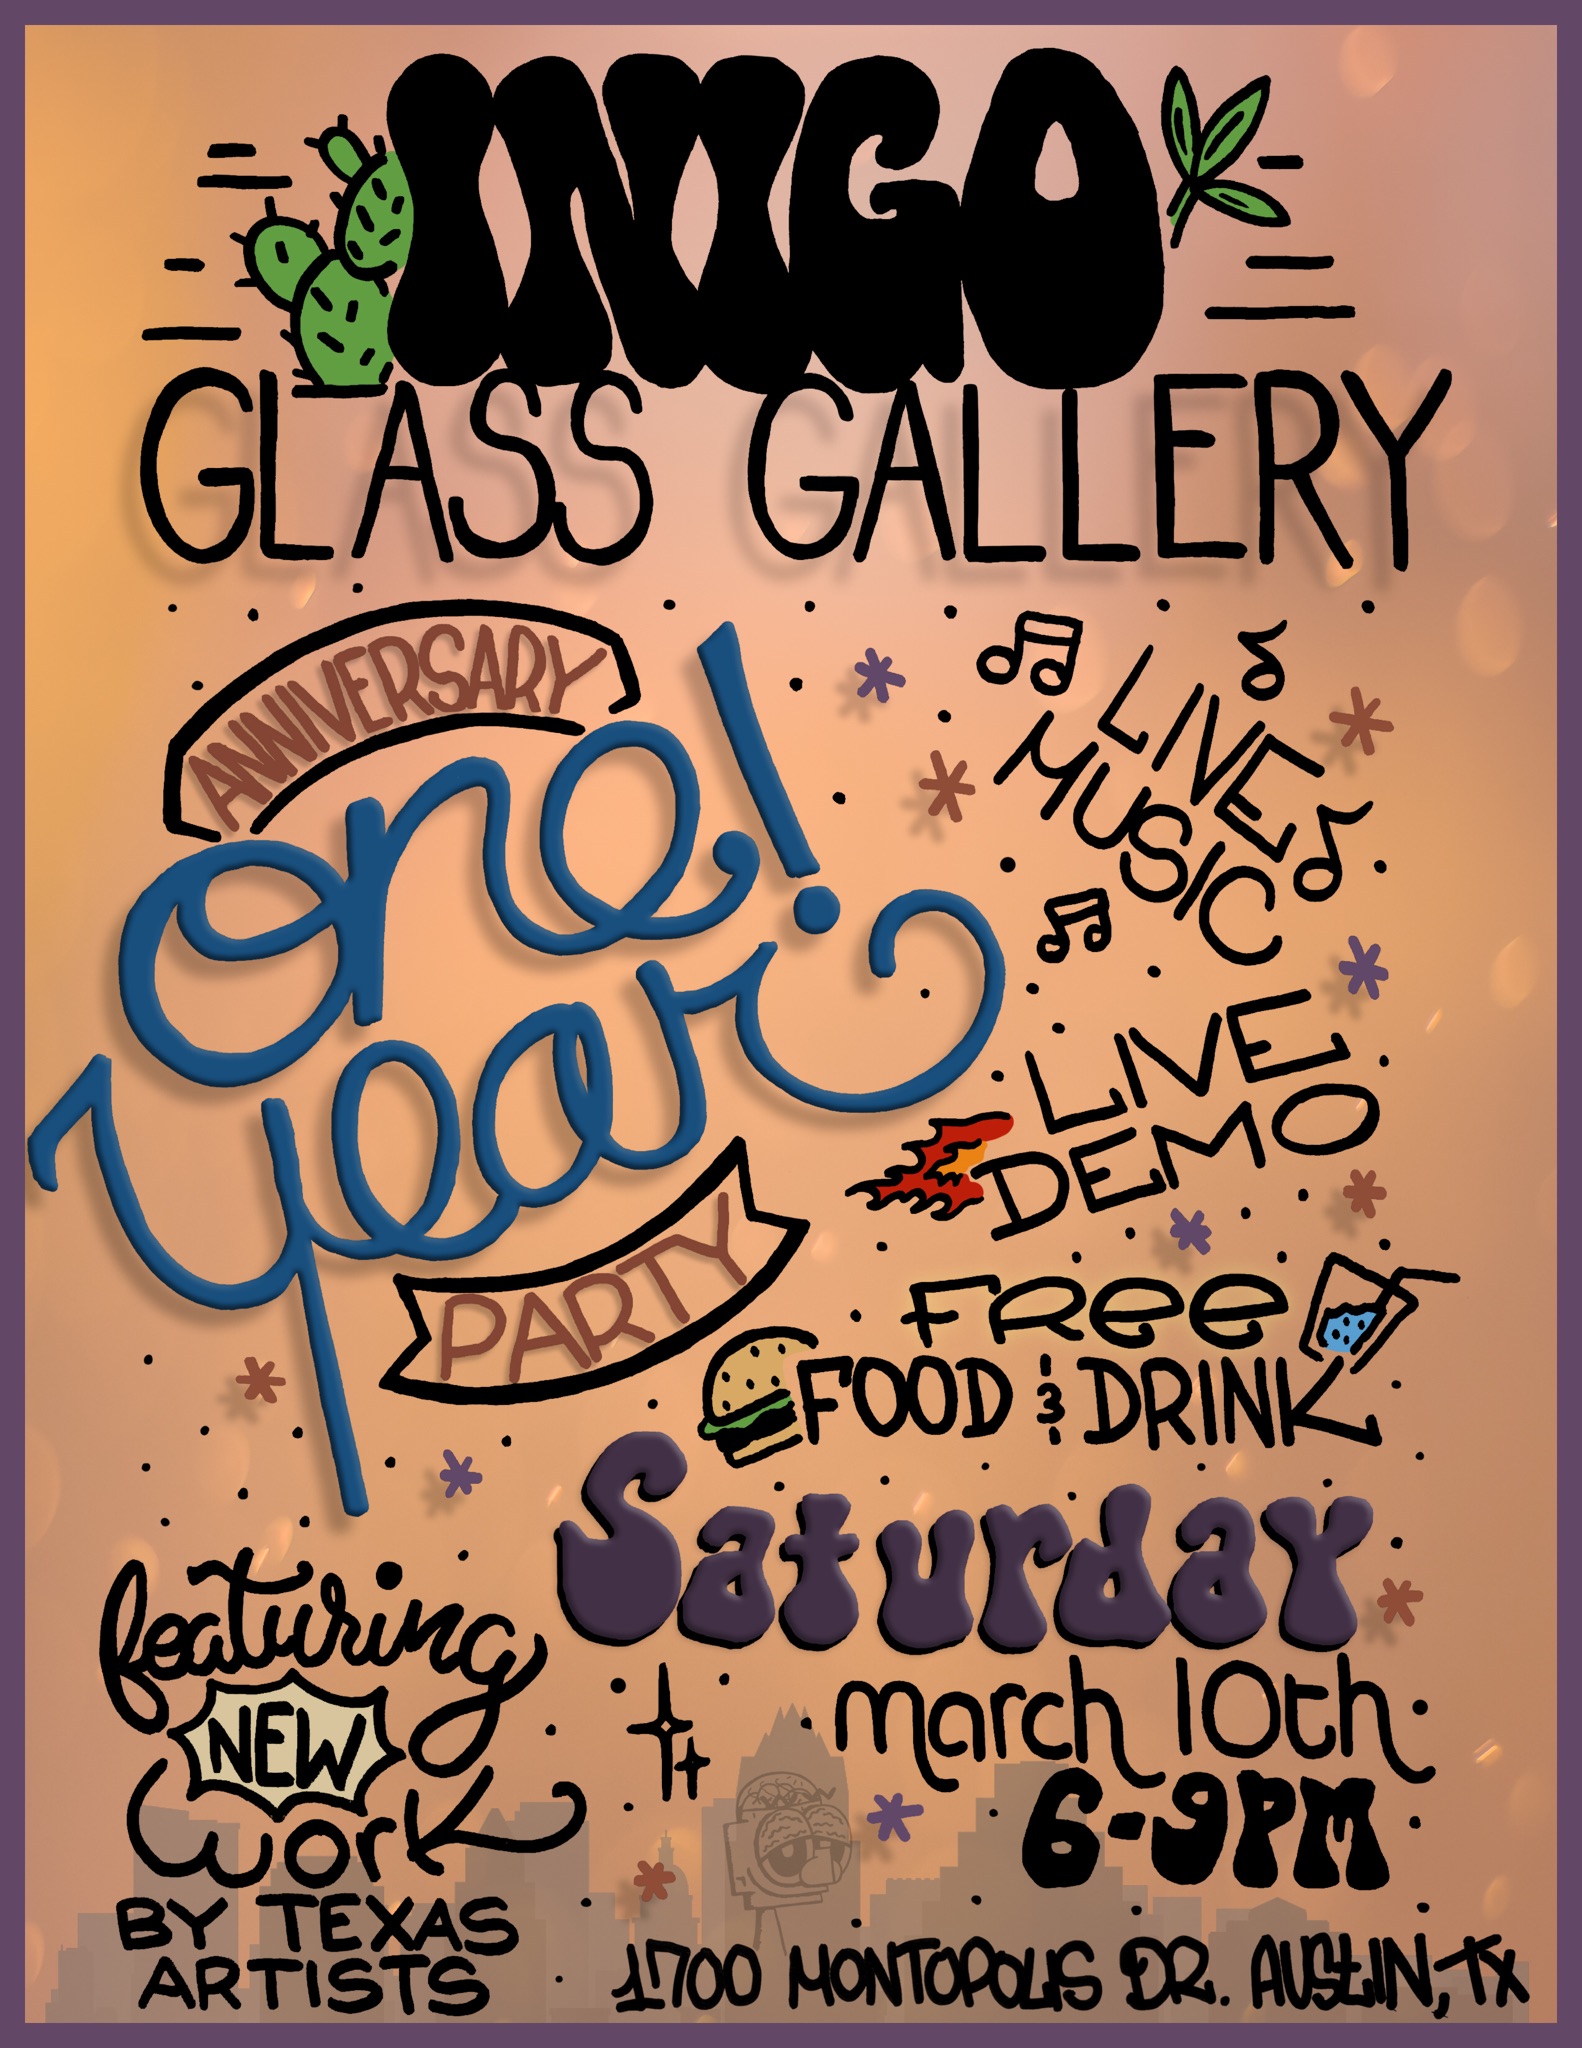 INIGO
GLASS GALLERY
ANNIVERSARY
one!
year
PARTY
LIVE
MUSIC
LIVE
DEMO
FRee
FOOD & DRINK
Saturday
march 10th
6-9PM
featuring
NEW
work
BY TEXAS
ARTISTS
1700 MONTOPOLIS DR. AUStIN, TX